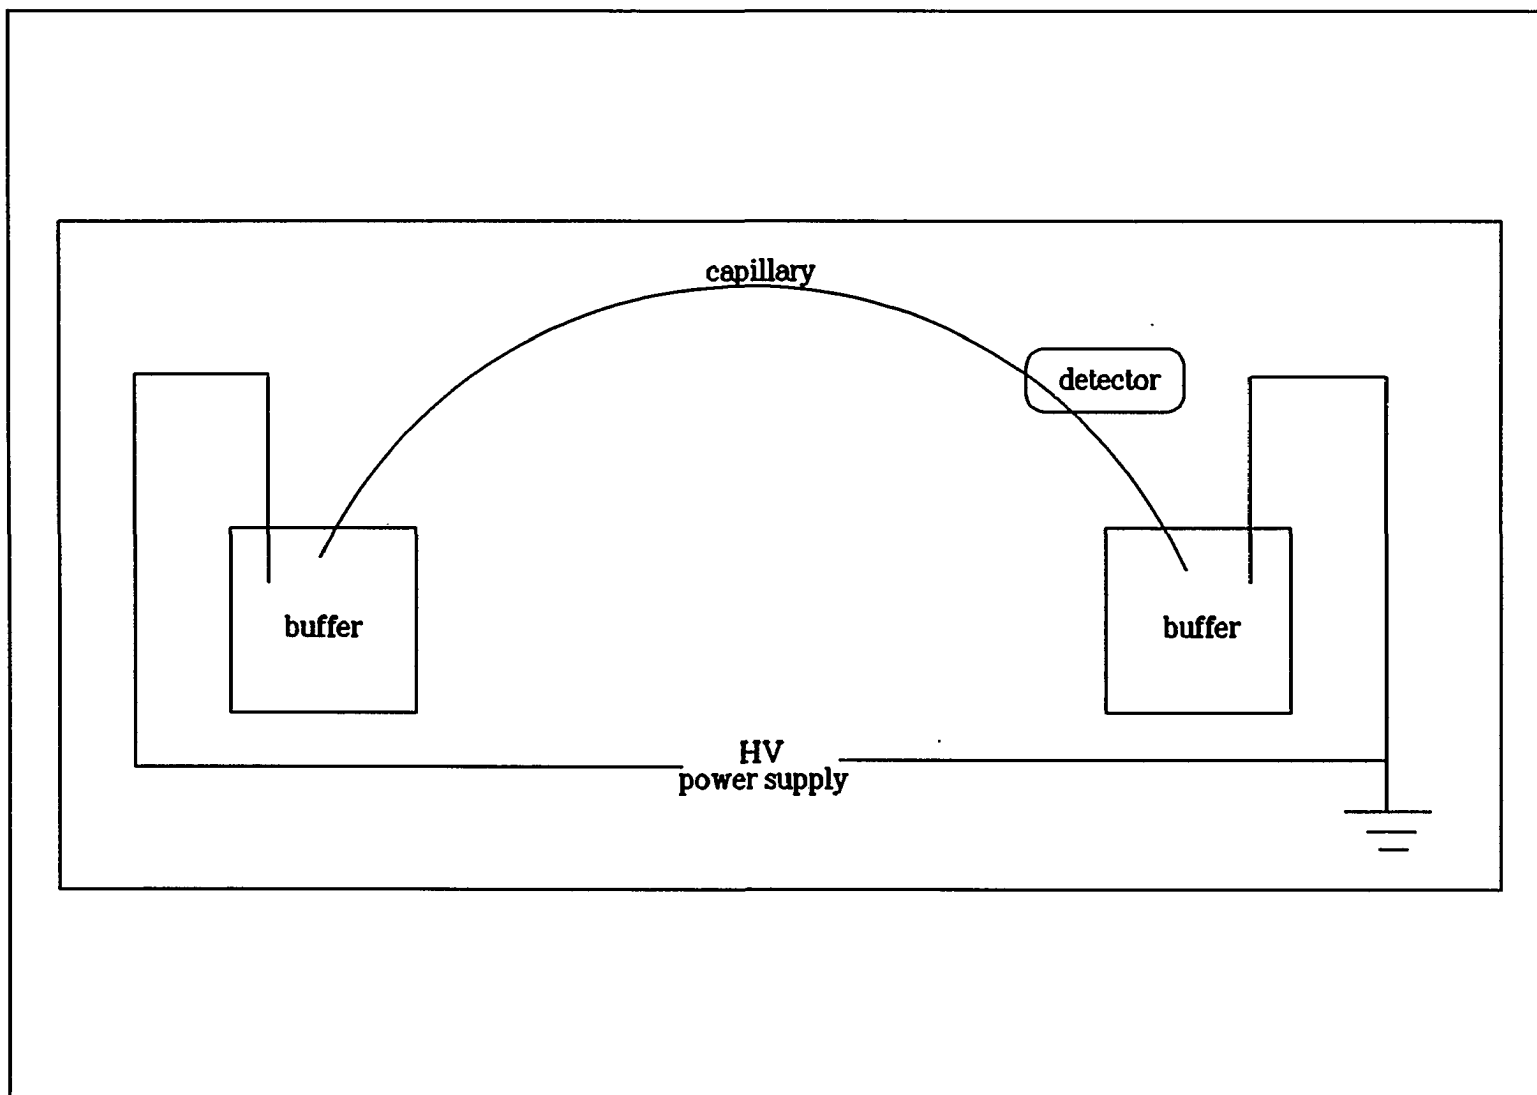 capillary
detector
buffer
buffer
HV
power supply